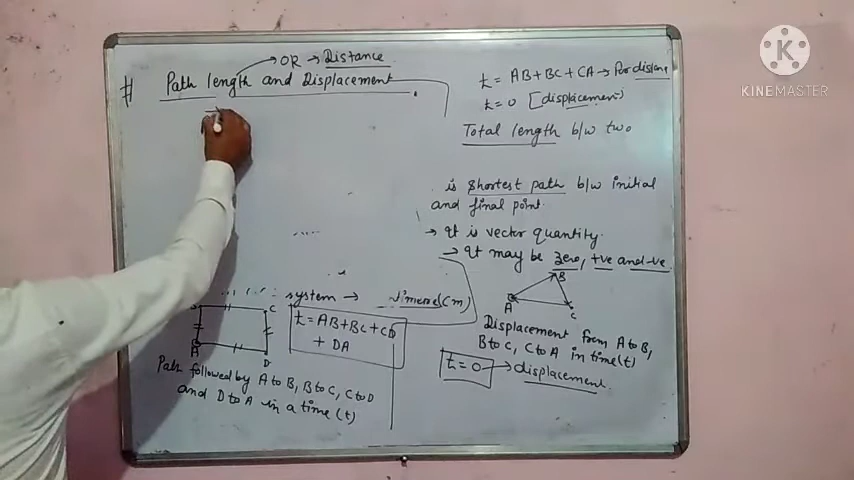 → OR → Distance
# Path length and Displacement
.... system → 1 metre (m)
B C
A D
t = AB + BC + CD
+ DA
Path followed by A to B, B to C, C to D
and D to A in a time (t)
t = AB + BC + CA → For distance
t = 0 [displacement)
Total length b/w two
is shortest path b/w initial
and final point.
→ It is vector quantity.
→ It may be zero, +ve and -ve
B
A C
Displacement from A to B,
B to C, C to A in time (t)
t = 0 → displacement.
KINEMASTER